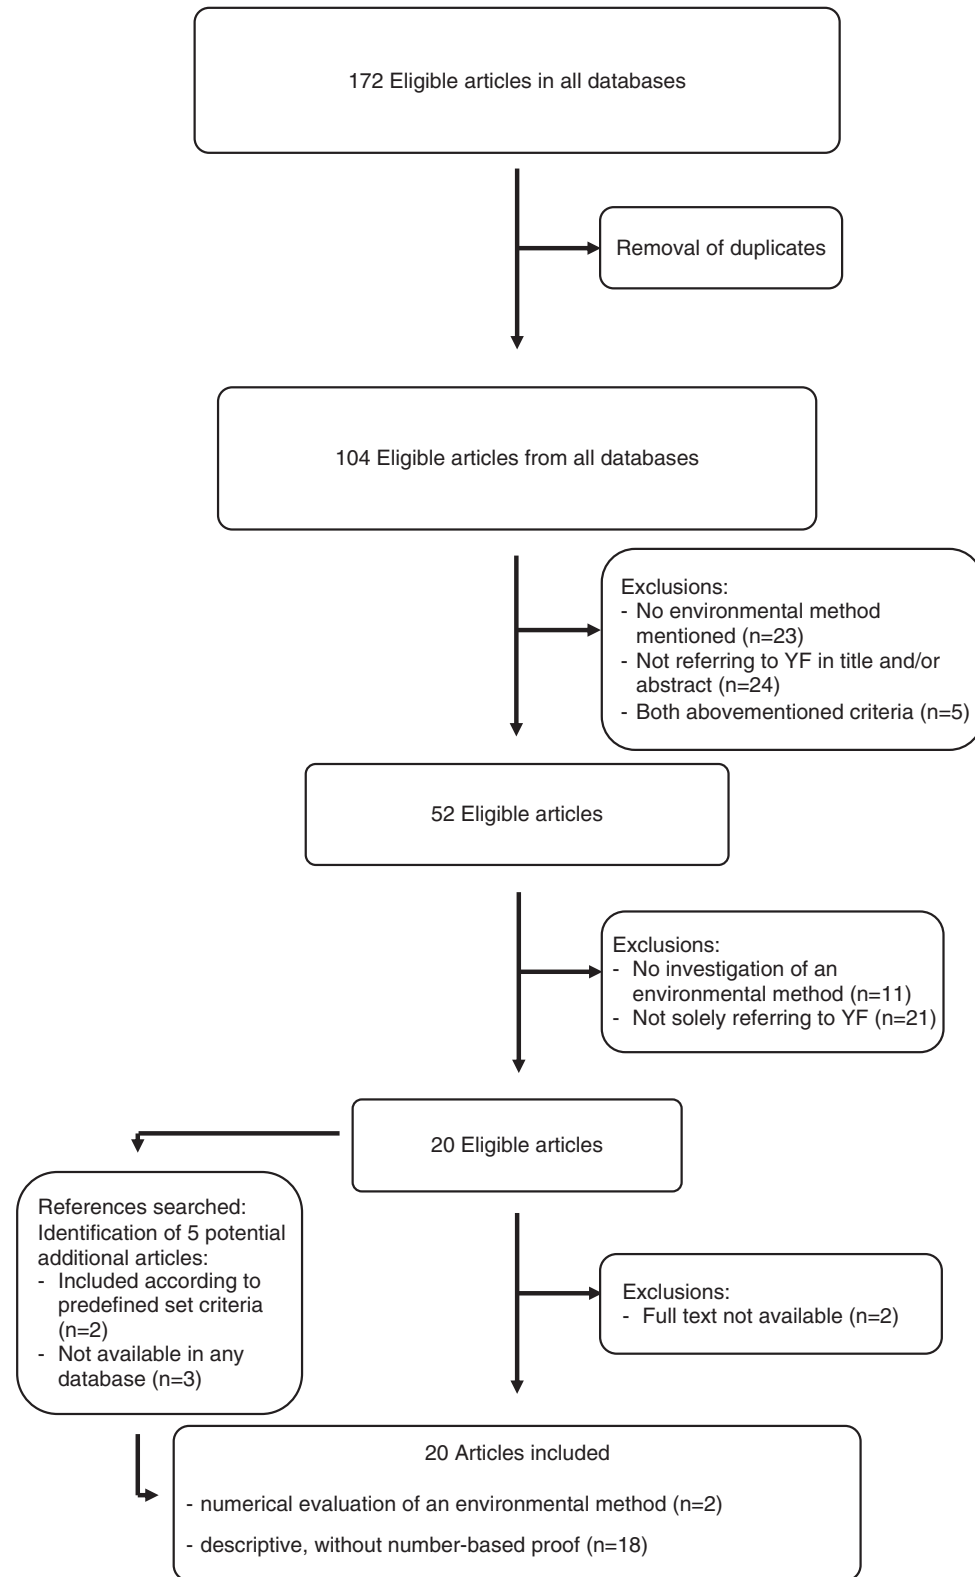 172 Eligible articles in all databases
Removal of duplicates
104 Eligible articles from all databases
Exclusions:
- No environmental method
mentioned (n=23)
- Not referring to YF in title and/or
abstract (n=24)
- Both abovementioned criteria (n=5)
52 Eligible articles
Exclusions:
- No investigation of an
environmental method (n=11)
- Not solely referring to YF (n=21)
20 Eligible articles
References searched:
Identification of 5 potential
additional articles:
- Included according to
predefined set criteria
(n=2)
- Not available in any
database (n=3)
Exclusions:
- Full text not available (n=2)
20 Articles included
- numerical evaluation of an environmental method (n=2)
- descriptive, without number-based proof (n=18)